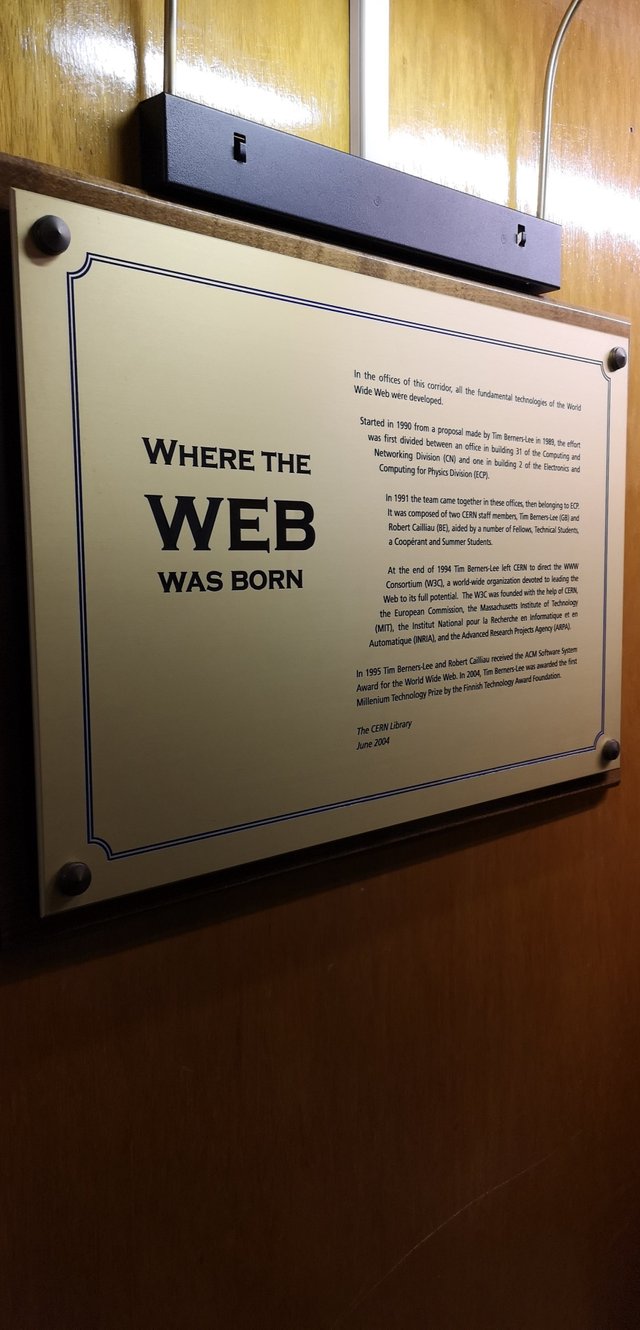 WHERE THE
WEB
WAS BORN
In the offices of this corridor, all the fundamental technologies of the World
Wide Web were developed.
Started in 1990 from a proposal made by Tim Berners-Lee in 1989, the effort
was first divided between an office in building 31 of the Computing and
Networking Division (CN) and one in building 2 of the Electronics and
Computing for Physics Division (ECP).
In 1991 the team came together in these offices, then belonging to ECP.
It was composed of two CERN staff members, Tim Berners-Lee (GB) and
Robert Cailliau (BE), aided by a number of Fellows, Technical Students,
a Coopérant and Summer Students.
At the end of 1994 Tim Berners-Lee left CERN to direct the WWW
Consortium (W3C), a world-wide organization devoted to leading the
Web to its full potential. The W3C was founded with the help of CERN,
the European Commission, the Massachusetts Institute of Technology
(MIT), the Institut National pour la Recherche en Informatique et en
Automatique (INRIA), and the Advanced Research Projects Agency (ARPA).
In 1995 Tim Berners-Lee and Robert Cailliau received the ACM Software System
Award for the World Wide Web. In 2004, Tim Berners-Lee was awarded the first
Millenium Technology Prize by the Finnish Technology Award Foundation.
The CERN Library
June 2004